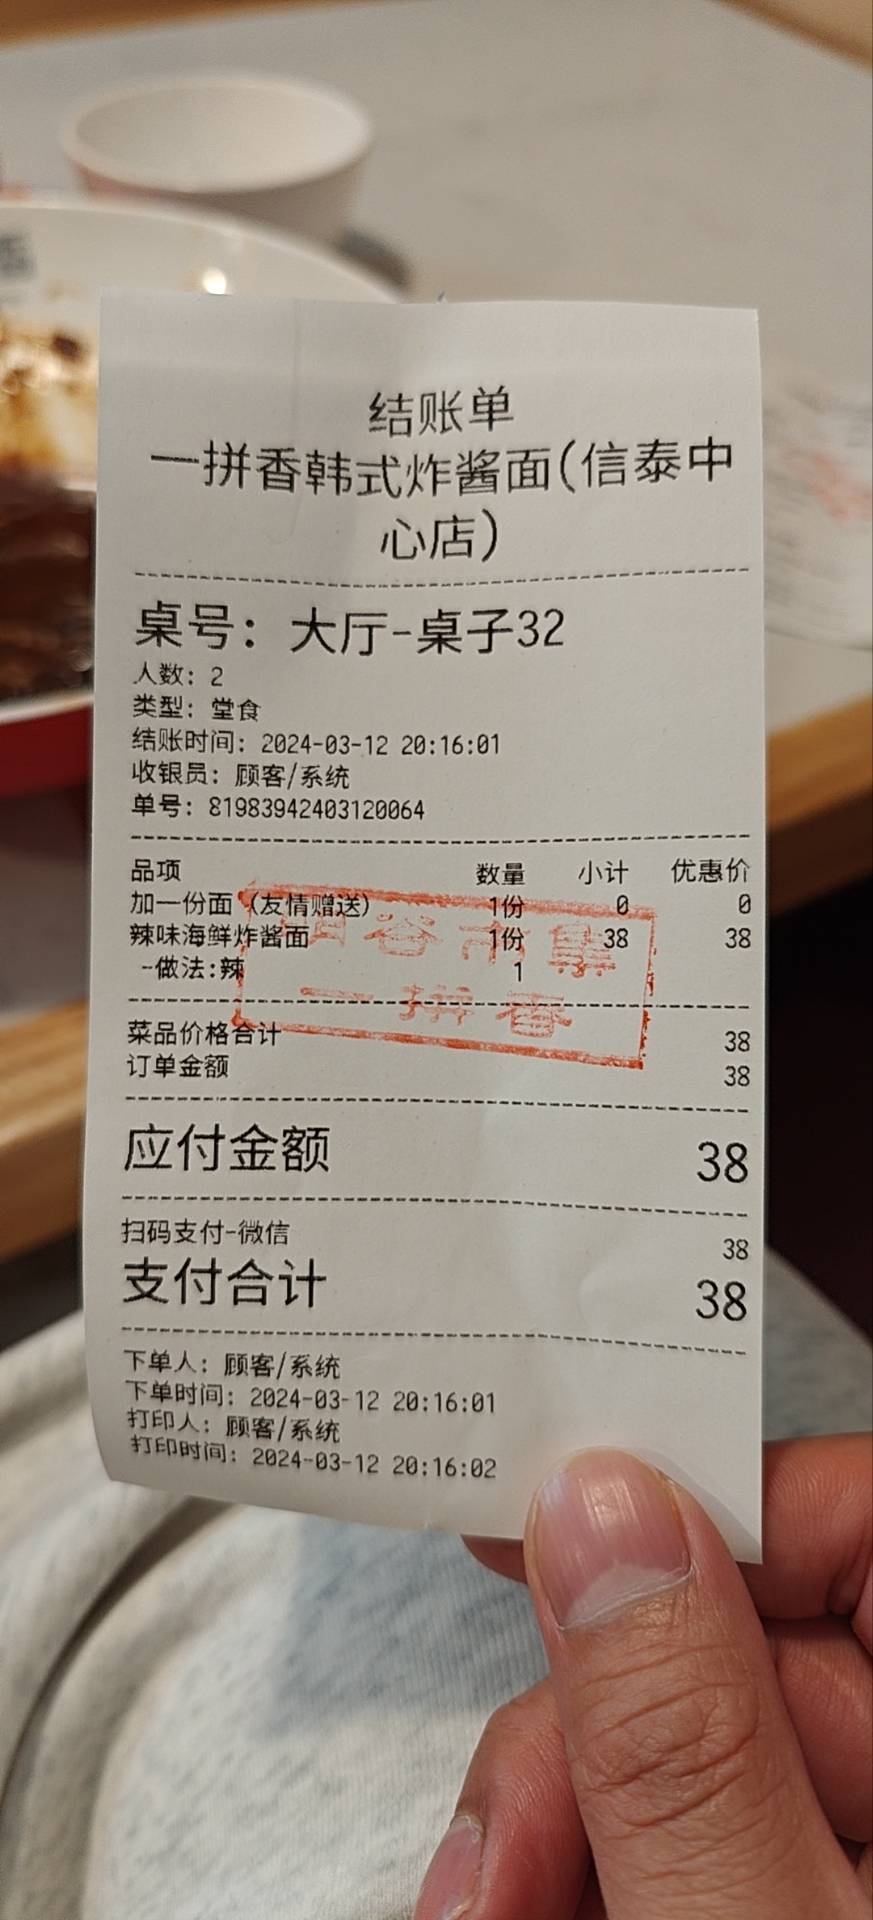 结账单
一拼香韩式炸酱面(信泰中
心店)
桌号: 大厅-桌子32
人数: 2
类型: 堂食
结账时间: 2024-03-12 20:16:01
收银员: 顾客/系统
单号: 81983942403120064
品项 数量 小计 优惠价
加一份面 (友情赠送) 1份 0 0
辣味海鲜炸酱面 1份 38 38
-做法:辣 1
一拼香
菜品价格合计 38
订单金额 38
应付金额 38
扫码支付-微信 38
支付合计 38
下单人: 顾客/系统
下单时间: 2024-03-12 20:16:01
打印人: 顾客/系统
打印时间: 2024-03-12 20:16:02